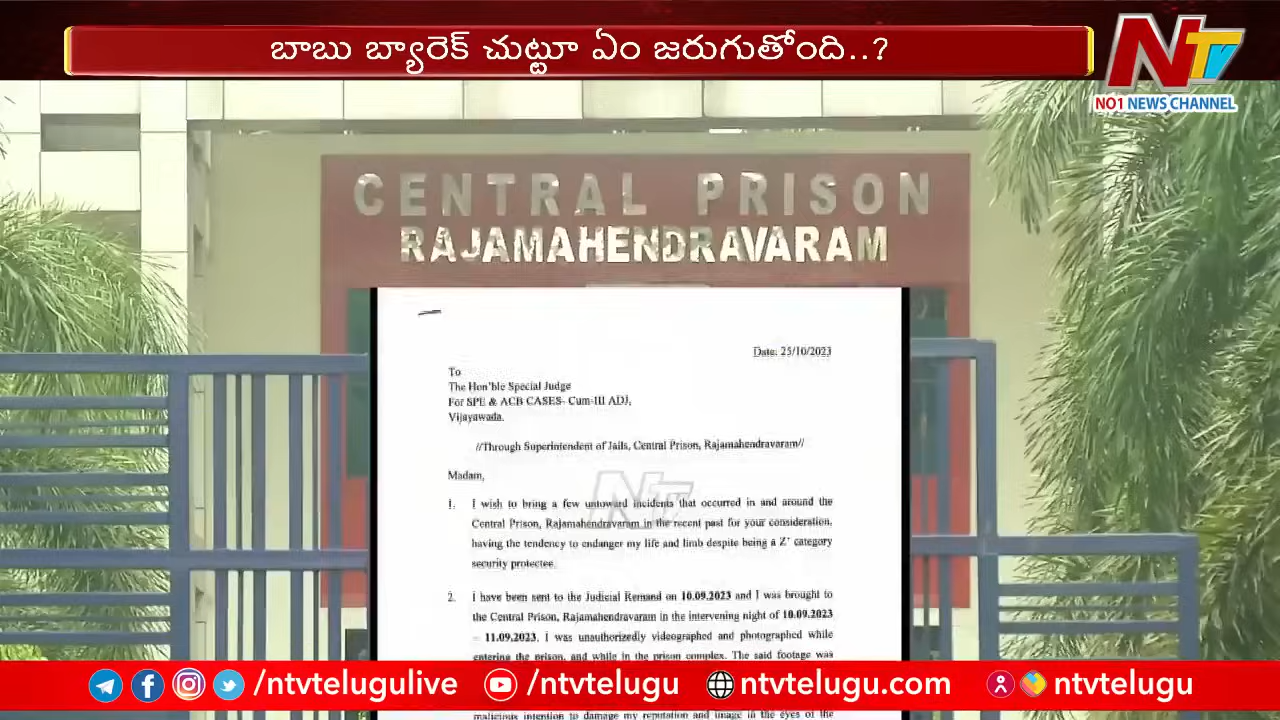 బాబు బ్యారెక్ చుట్టూ ఏం జరుగుతోంది..?
NTV
NO1 NEWS CHANNEL
CENTRAL PRISON
RAJAMAHENDRAVARAM
Date: 25/10/2023
To
The Hon'ble Special Judge
For SPE & ACB CASES- Cum-III ADJ,
Vijayawada.
//Through Superintendent of Jails, Central Prison, Rajamahendravaram//
Madam,
1. I wish to bring a few untoward incidents that occurred in and around the
Central Prison, Rajamahendravaram in the recent past for your consideration,
having the tendency to endanger my life and limb despite being a Z+ category
security protectee.
2. I have been sent to the Judicial Remand on 10.09.2023 and I was brought to
the Central Prison, Rajamahendravaram in the intervening night of 10.09.2023
– 11.09.2023. I was unauthorizedly videographed and photographed while
entering the prison, and while in the prison complex. The said footage was
/ntvtelugulive
/ntvtelugu
ntvtelugu.com
ntvtelugu
malicious intention to damage my reputation and image in the eyes of the